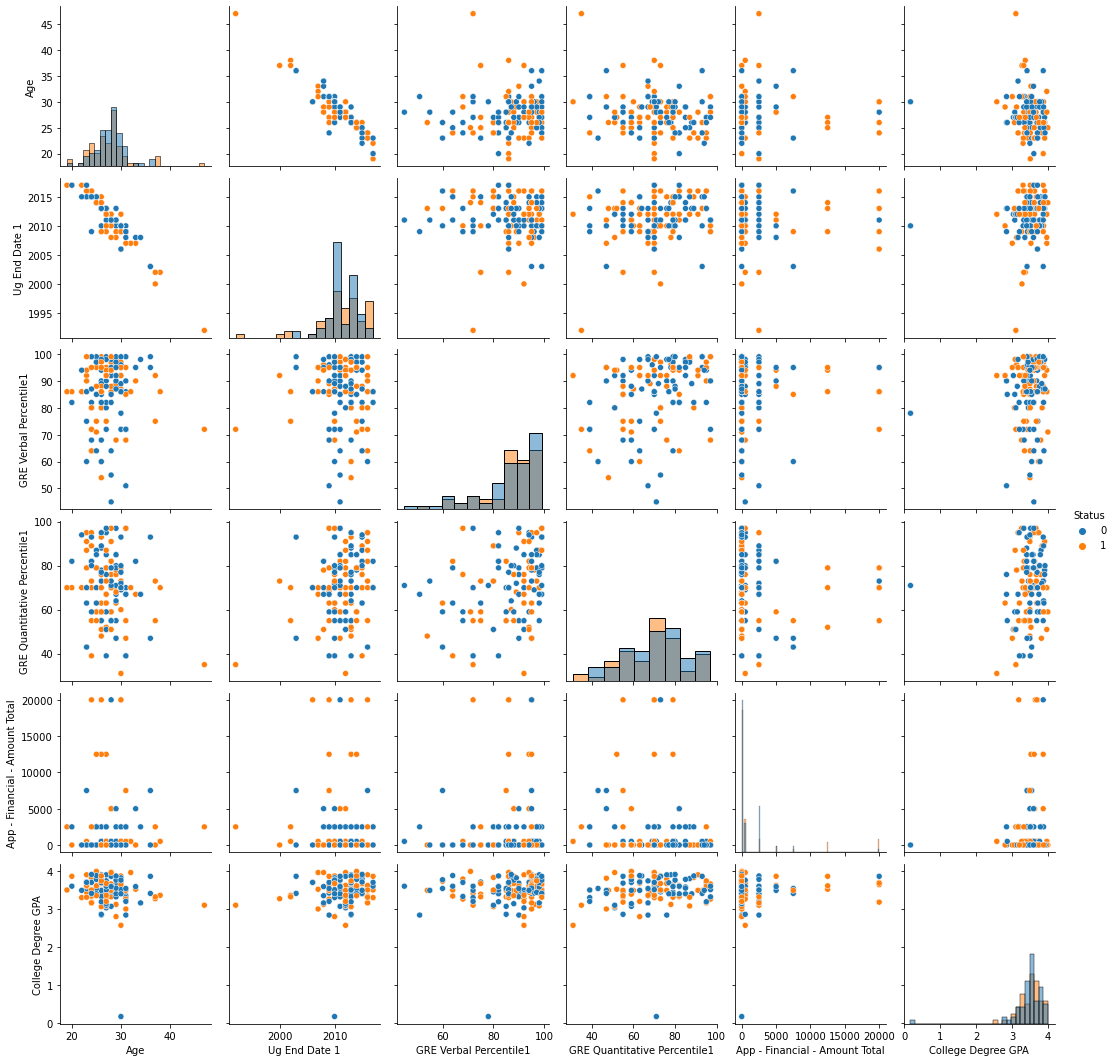 45
40
35
30
25
20
Age
2015
2010
2005
2000
1995
Ug End Date 1
100
90
80
70
60
50
GRE Verbal Percentile1
100
80
60
40
GRE Quantitative Percentile1
Status
0
1
20000
15000
10000
5000
0
App - Financial - Amount Total
4
3
2
1
0
College Degree GPA
20 30 40
2000 2010
60 80 100
40 60 80 100
0 5000 10000 15000 20000
0 1 2 3 4
Age
Ug End Date 1
GRE Verbal Percentile1
GRE Quantitative Percentile1
App - Financial - Amount Total
College Degree GPA